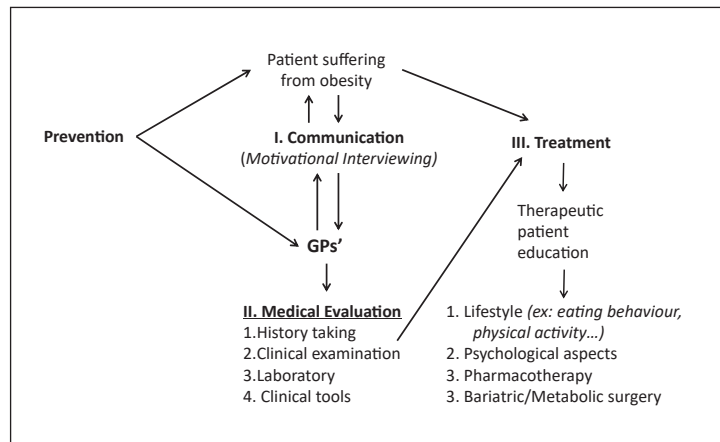 Patient suffering
from obesity
Prevention
I. Communication
(Motivational Interviewing)
III. Treatment
Therapeutic
patient
education
GPs’
II. Medical Evaluation
1.History taking
2.Clinical examination
3.Laboratory
4. Clinical tools
1. Lifestyle (ex: eating behaviour,
physical activity…)
2. Psychological aspects
3. Pharmacotherapy
3. Bariatric/Metabolic surgery